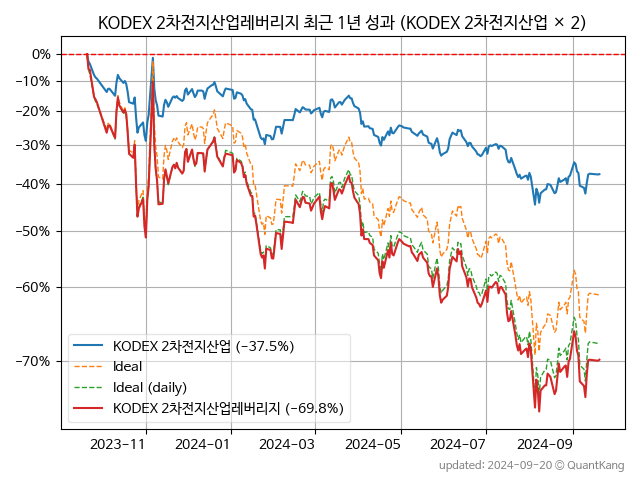 KODEX 2차전지산업레버리지 최근 1년 성과 (KODEX 2차전지산업 × 2)
0%
−10%
−20%
−30%
−40%
−50%
−60%
−70%
KODEX 2차전지산업 (−37.5%)
Ideal
Ideal (daily)
KODEX 2차전지산업레버리지 (−69.8%)
2023−11 2024−01 2024−03 2024−05 2024−07 2024−09
updated: 2024-09-20 © QuantKang